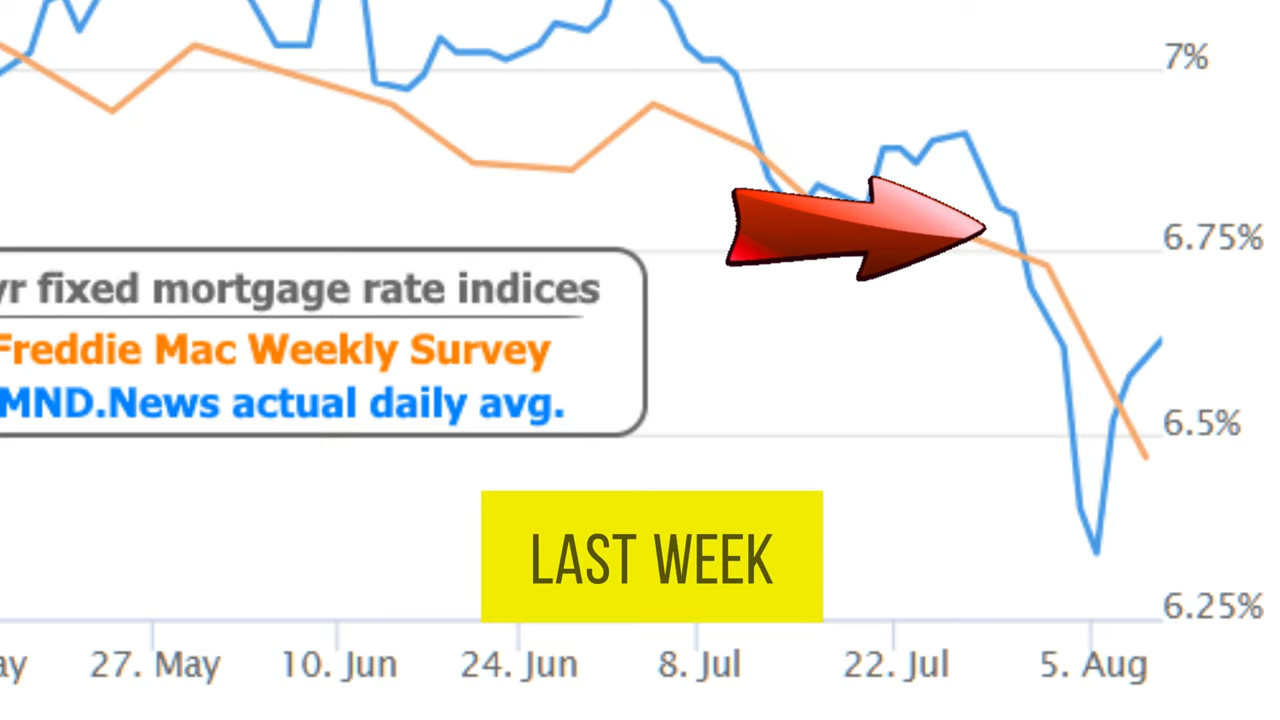 7%
6.75%
yr fixed mortgage rate indices
Freddie Mac Weekly Survey
MND.News actual daily avg.
6.5%
LAST WEEK
6.25%
ay 27. May 10. Jun 24. Jun 8. Jul 22. Jul 5. Aug